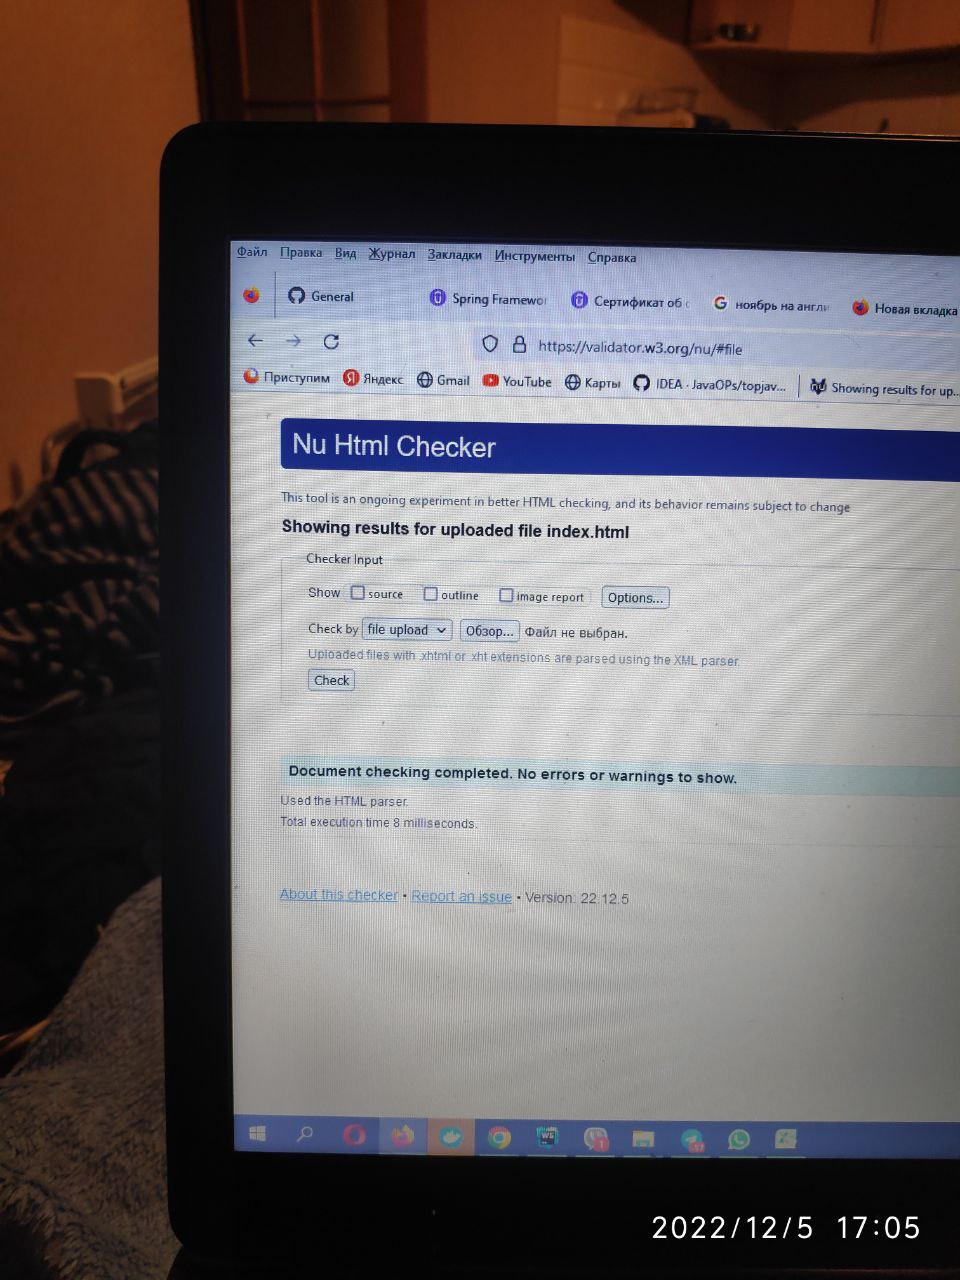 Файл Правка Вид Журнал Закладки Инструменты Справка
General Spring Framewor Сертификат об ноябрь на англи Новая вкладка
https://validator.w3.org/nu/#file
Приступим Яндекс Gmail YouTube Карты IDEA · JavaOPs/topjav... Showing results for up...
Nu Html Checker
This tool is an ongoing experiment in better HTML checking, and its behavior remains subject to change
Showing results for uploaded file index.html
Checker Input
Show source outline image report Options...
Check by file upload Обзор... Файл не выбран.
Uploaded files with .xhtml or .xht extensions are parsed using the XML parser.
Check
Document checking completed. No errors or warnings to show.
Used the HTML parser.
Total execution time 8 milliseconds.
About this checker • Report an issue • Version: 22.12.5
WS
2022/12/5 17:05